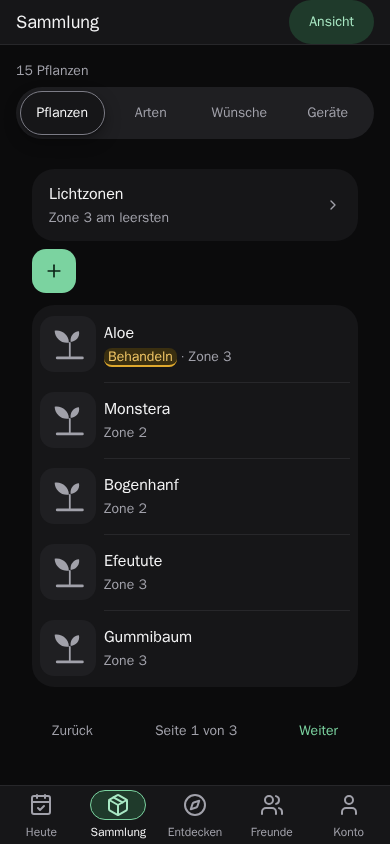 Sammlung
Ansicht
15 Pflanzen
Pflanzen
Arten
Wünsche
Geräte
Lichtzonen
Zone 3 am leersten
Aloe
Behandeln · Zone 3
Monstera
Zone 2
Bogenhanf
Zone 2
Efeutute
Zone 3
Gummibaum
Zone 3
Zurück
Seite 1 von 3
Weiter
Heute
Sammlung
Entdecken
Freunde
Konto